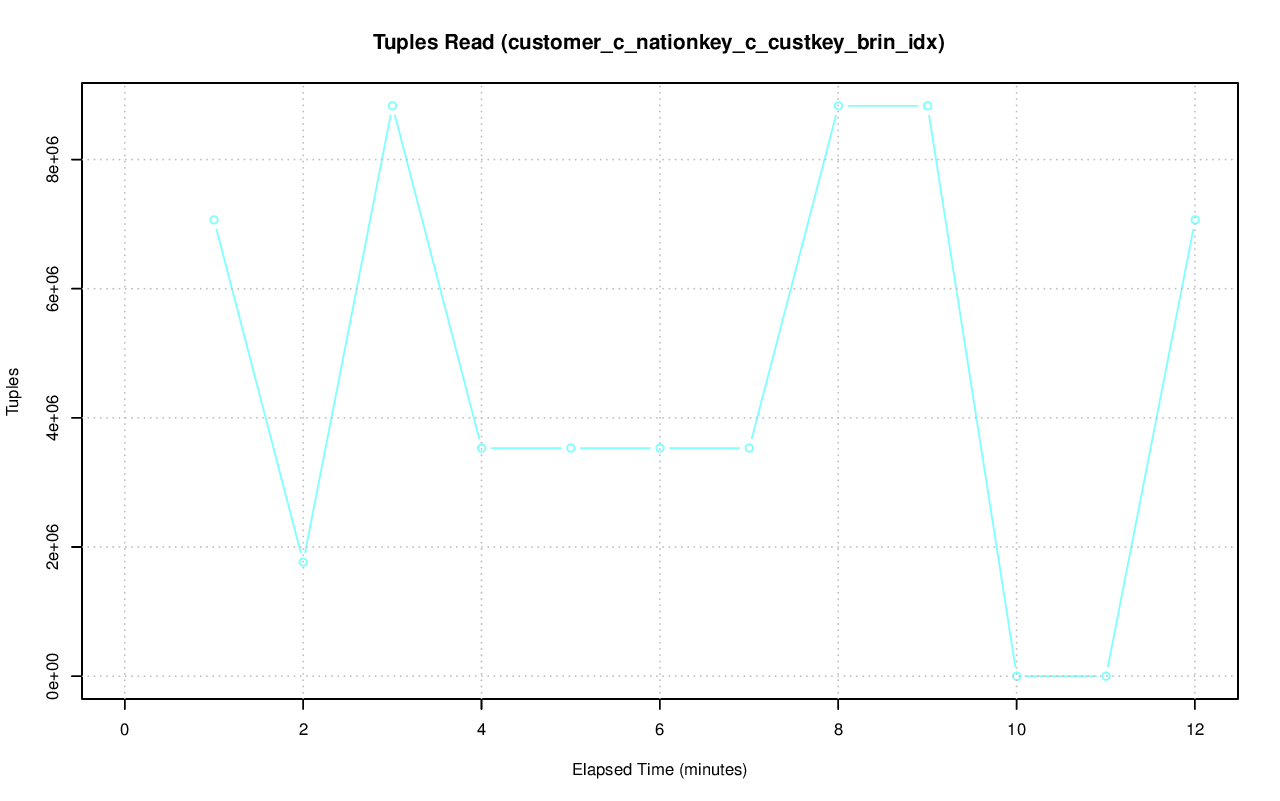 Tuples Read (customer_c_nationkey_c_custkey_brin_idx)
Tuples
8e+06
6e+06
4e+06
2e+06
0e+00
0 2 4 6 8 10 12
Elapsed Time (minutes)